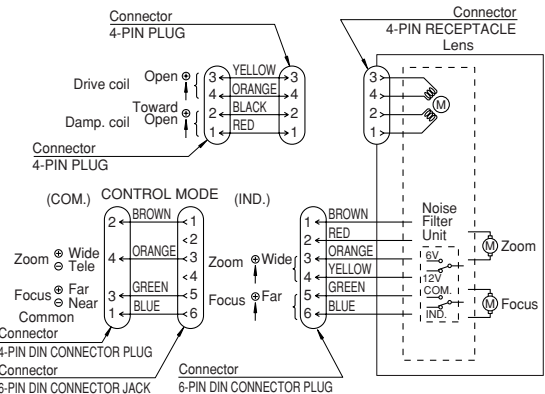 Connector
4-PIN PLUG
Connector
4-PIN RECEPTACLE
Lens
Drive coil
Open ⊕
3 YELLOW 3
4 ORANGE 4
Damp. coil
Toward
Open ⊕
2 BLACK 2
1 RED 1
Connector
4-PIN PLUG
3
4
2
1
M
(COM.) CONTROL MODE (IND.)
2 BROWN 1
2
Zoom ⊕ Wide
⊖ Tele
4 ORANGE 3
4
Focus ⊕ Far
⊖ Near
3 GREEN 5
Common
1 BLUE 6
Connector
4-PIN DIN CONNECTOR PLUG
Connector
6-PIN DIN CONNECTOR JACK
Zoom ⊕ Wide
Focus ⊕ Far
1 BROWN
2 RED
3 ORANGE
4 YELLOW
5 GREEN
6 BLUE
Connector
6-PIN DIN CONNECTOR PLUG
Noise
Filter
Unit
6V
12V
COM.
IND.
M Zoom
M Focus